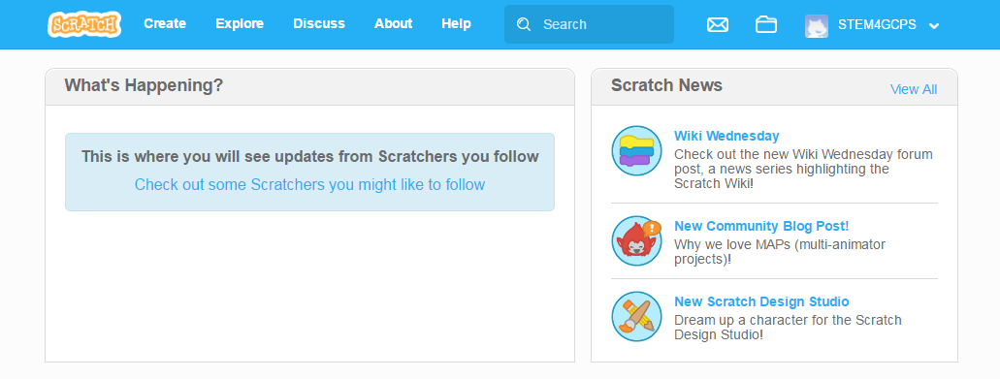 SCRATCH Create Explore Discuss About Help Search STEM4GCPS
What's Happening?
This is where you will see updates from Scratchers you follow
Check out some Scratchers you might like to follow
Scratch News View All
Wiki Wednesday
Check out the new Wiki Wednesday forum
post, a news series highlighting the
Scratch Wiki!
New Community Blog Post!
Why we love MAPs (multi-animator
projects)!
New Scratch Design Studio
Dream up a character for the Scratch
Design Studio!